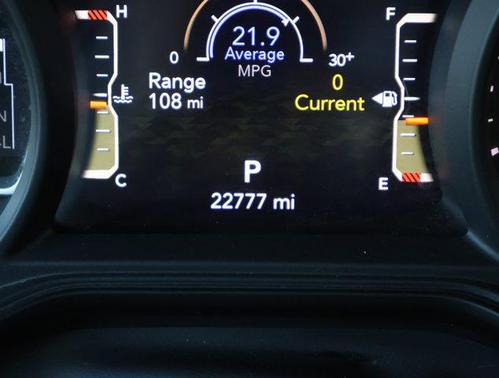 H
F
21.9
Average
MPG
0
30+
Range
108 mi
0
Current
C
E
P
22777 mi